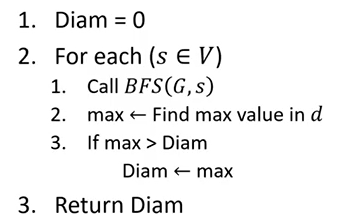 1. Diam = 0
2. For each (s ∈ V)
1. Call BFS(G, s)
2. max ← Find max value in d
3. If max > Diam
Diam ← max
3. Return Diam